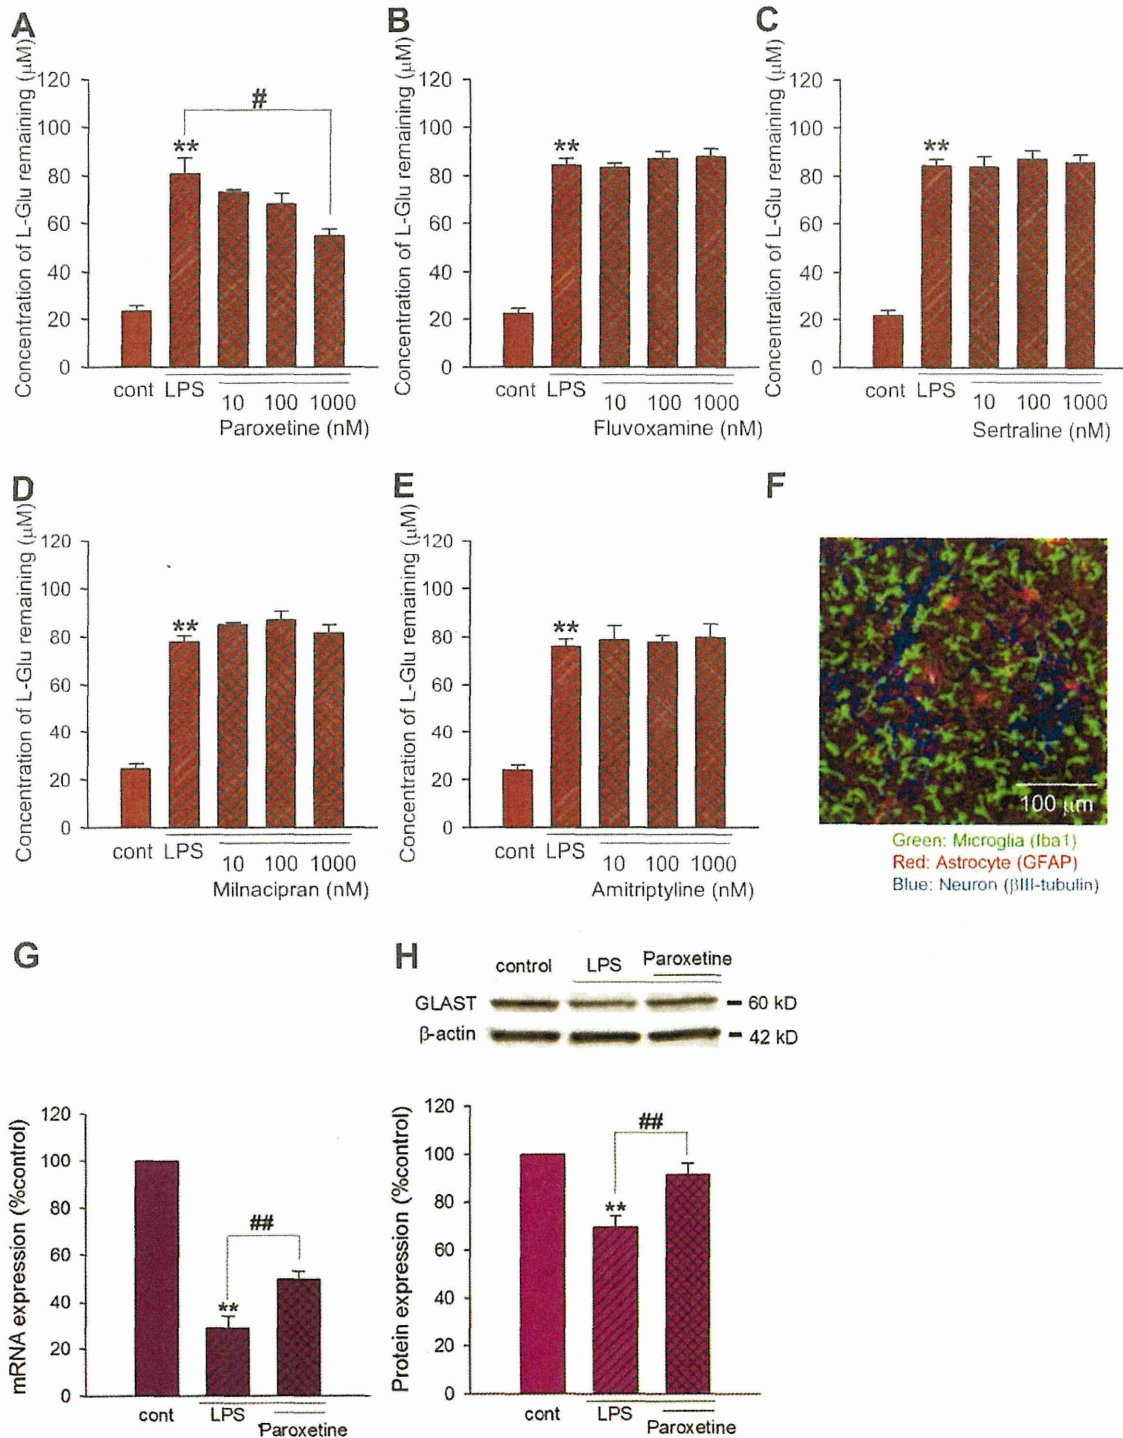 A
Concentration of L-Glu remaining (µM)
120
100
80
60
40
20
0
#
**
cont LPS
10 100 1000
Paroxetine (nM)
B
Concentration of L-Glu remaining (µM)
120
100
80
60
40
20
0
**
cont LPS
10 100 1000
Fluvoxamine (nM)
C
Concentration of L-Glu remaining (µM)
120
100
80
60
40
20
0
**
cont LPS
10 100 1000
Sertraline (nM)
D
Concentration of L-Glu remaining (µM)
120
100
80
60
40
20
0
**
cont LPS
10 100 1000
Milnacipran (nM)
E
Concentration of L-Glu remaining (µM)
120
100
80
60
40
20
0
**
cont LPS
10 100 1000
Amitriptyline (nM)
F
100 µm
Green: Microglia (Iba1)
Red: Astrocyte (GFAP)
Blue: Neuron (βIII-tubulin)
G
mRNA expression (%control)
120
100
80
60
40
20
0
##
**
cont LPS
Paroxetine
H
control LPS Paroxetine
GLAST 60 kD
β-actin 42 kD
Protein expression (%control)
120
100
80
60
40
20
0
##
**
cont LPS
Paroxetine